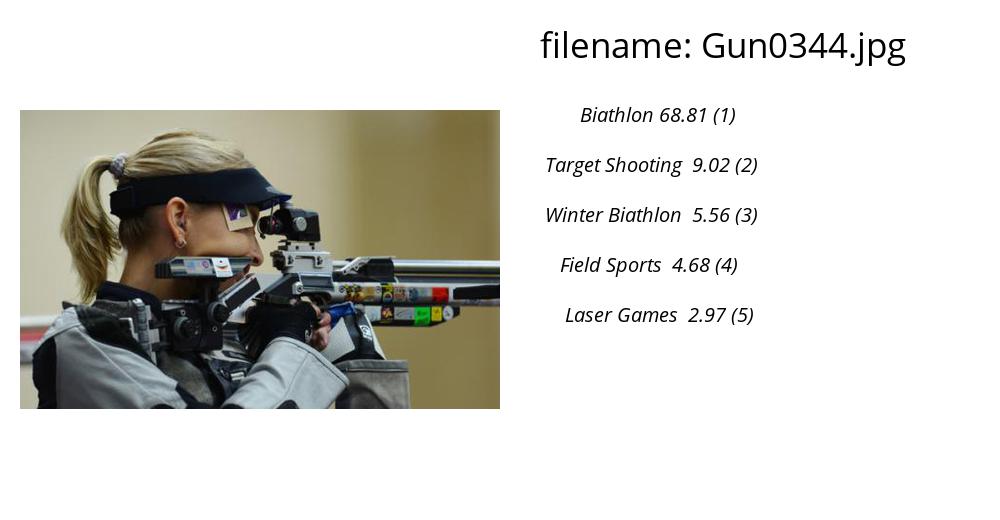 filename: Gun0344.jpg
Biathlon 68.81 (1)
Target Shooting 9.02 (2)
Winter Biathlon 5.56 (3)
Field Sports 4.68 (4)
Laser Games 2.97 (5)